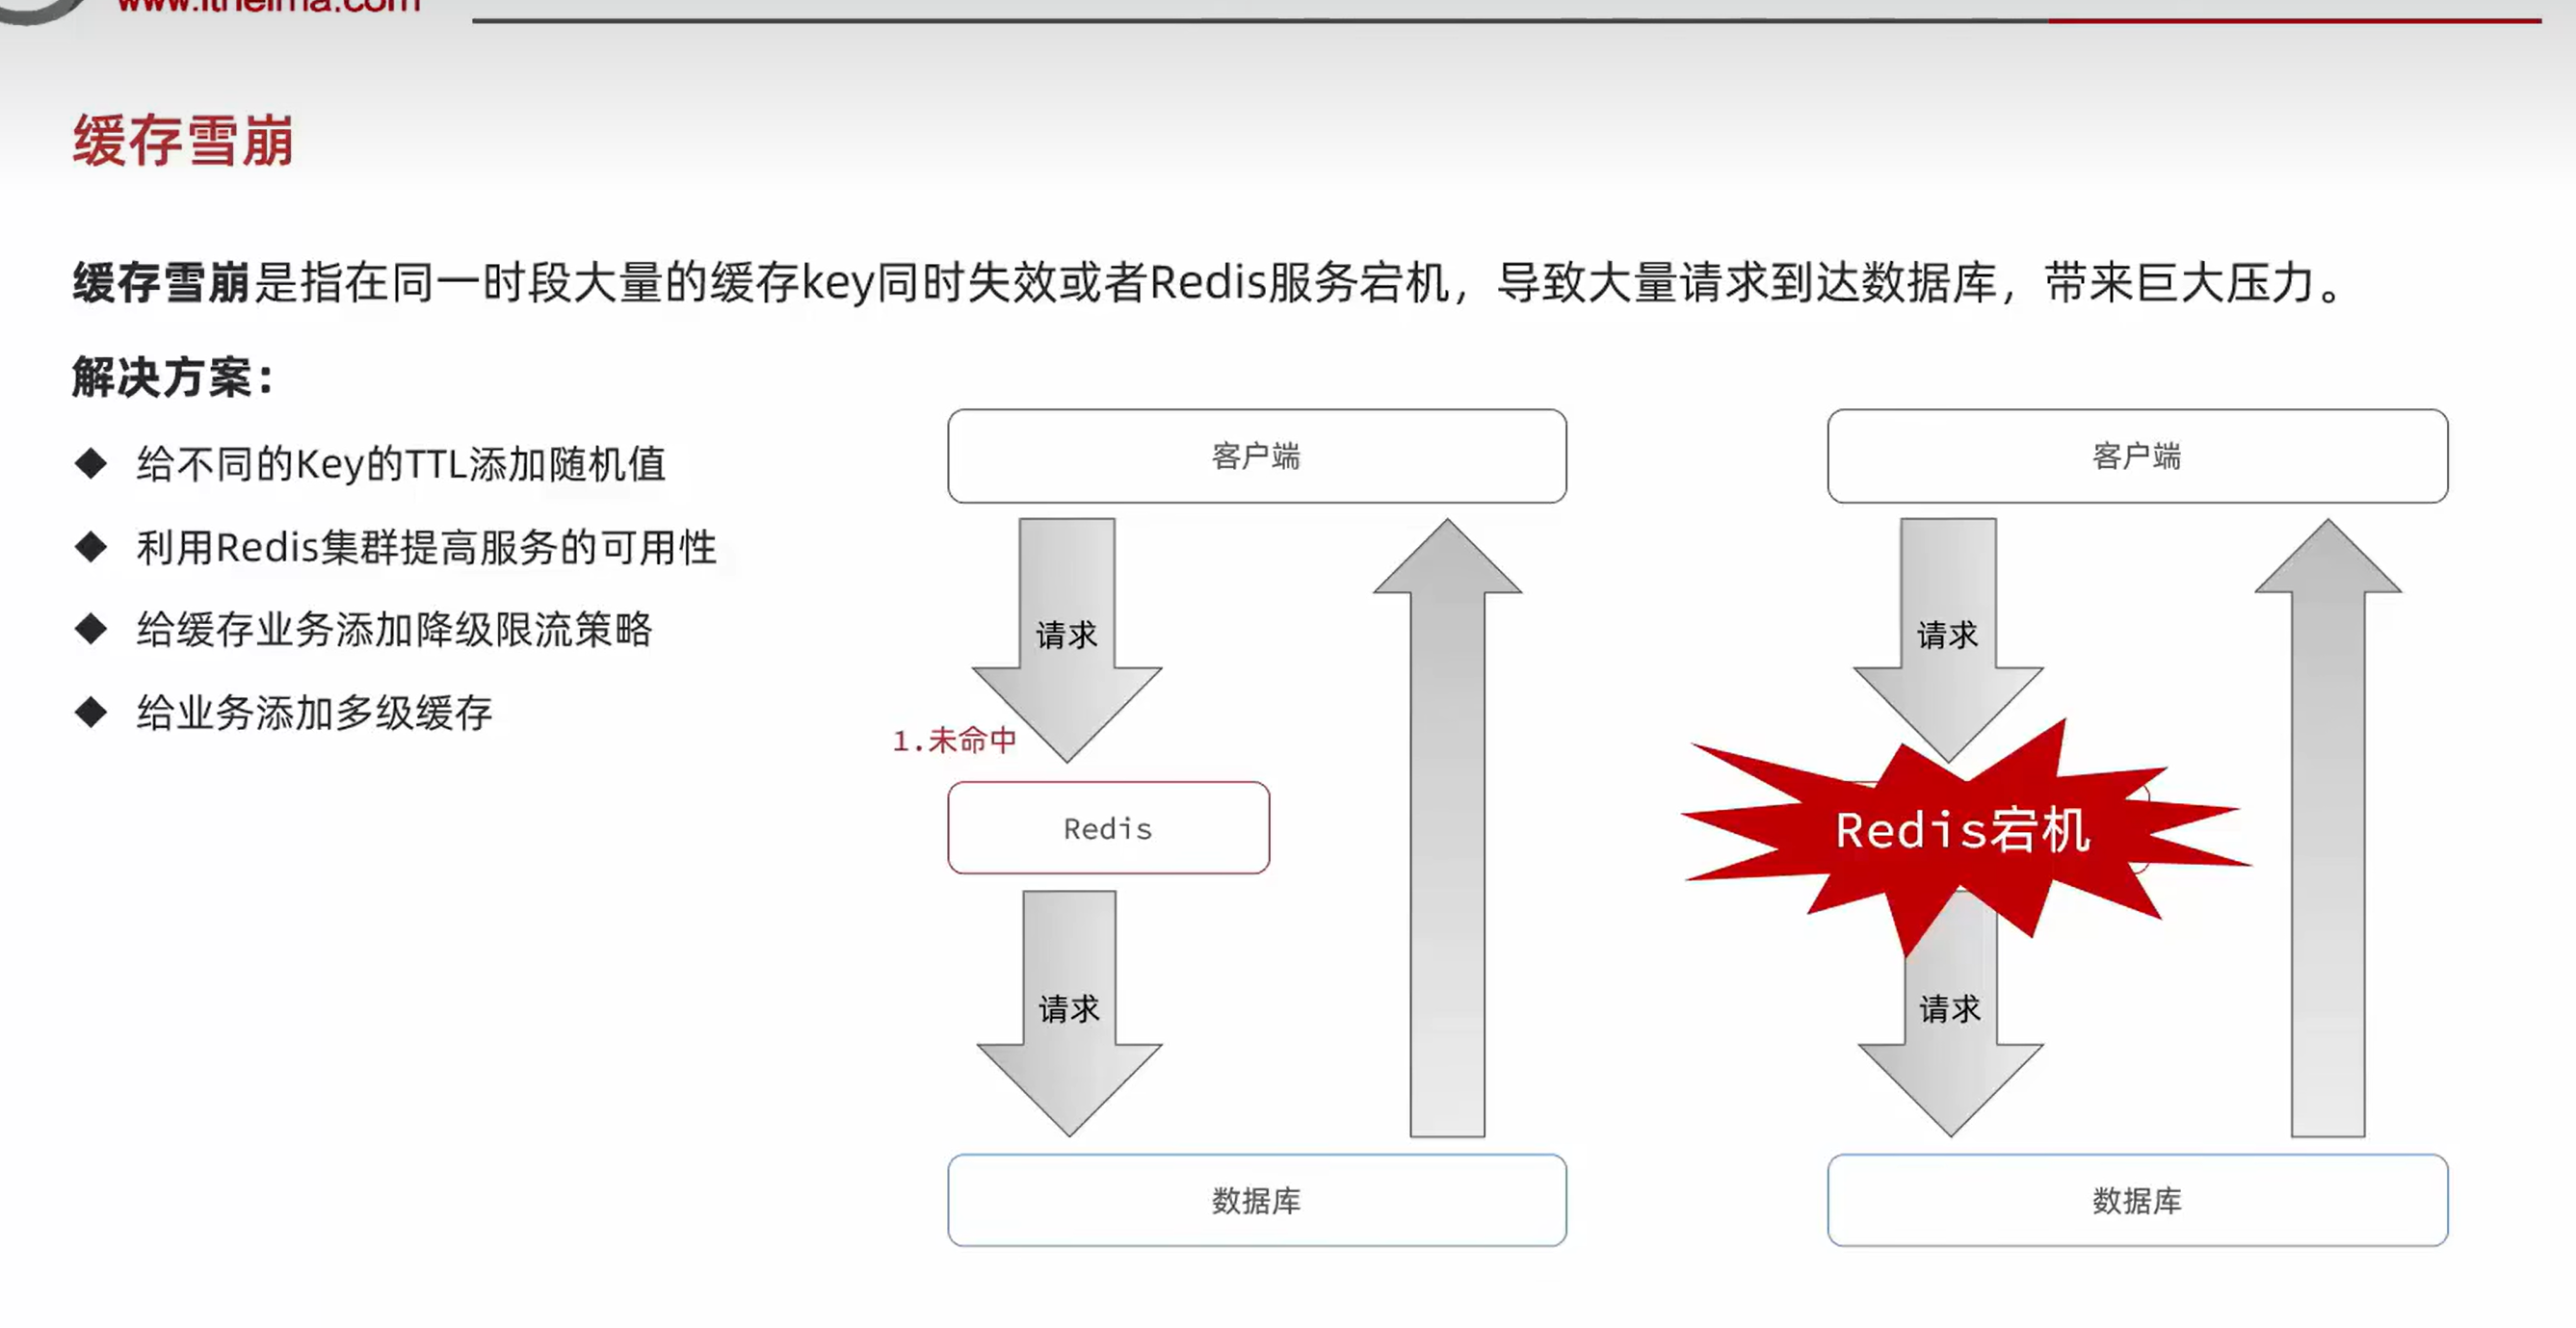 www.itheima.com
缓存雪崩
缓存雪崩是指在同一时段大量的缓存key同时失效或者Redis服务宕机，导致大量请求到达数据库，带来巨大压力。
解决方案：
◆ 给不同的Key的TTL添加随机值
◆ 利用Redis集群提高服务的可用性
◆ 给缓存业务添加降级限流策略
◆ 给业务添加多级缓存
客户端
请求
1.未命中
Redis
请求
数据库
客户端
请求
Redis宕机
请求
数据库